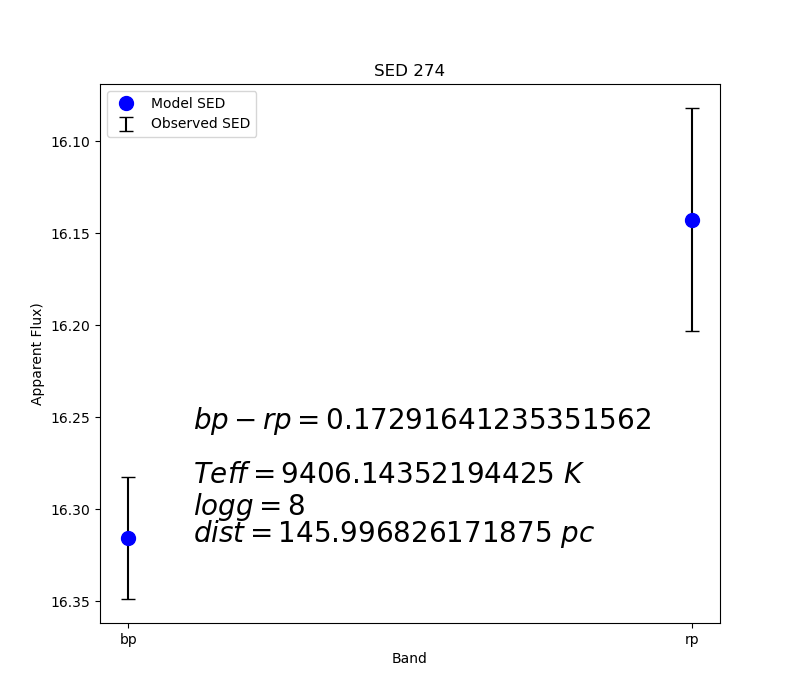 SED 274
Model SED
Observed SED
16.10
16.15
16.20
16.25
16.30
16.35
Apparent Flux)
bp − rp = 0.17291641235351562
Teff = 9406.14352194425 K
logg = 8
dist = 145.996826171875 pc
bp
rp
Band